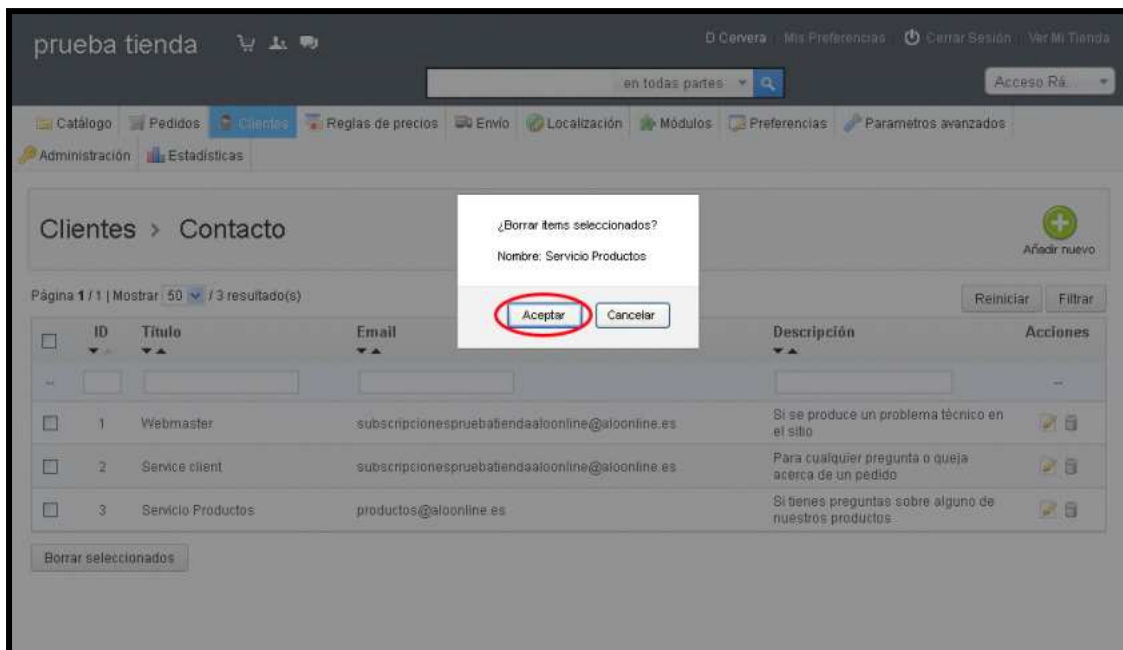 prueba tienda
D Cervera Mis Preferencias Cerrar Sesión Ver Mi Tienda
en todas partes
Acceso Rá...
Catálogo Pedidos Clientes Reglas de precios Envío Localización Módulos Preferencias Parametros avanzados
Administración Estadísticas
¿Borrar items seleccionados?
Nombre: Servicio Productos
Aceptar Cancelar
Clientes > Contacto
Añadir nuevo
Página 1 / 1 | Mostrar 50 / 3 resultado(s)
Reiniciar Filtrar
ID Título Email Descripción Acciones
-- --
1 Webmaster subscripcionespruebatiendaaloonline@aloonline.es Si se produce un problema técnico en
el sitio
2 Service client subscripcionespruebatiendaaloonline@aloonline.es Para cualquier pregunta o queja
acerca de un pedido
3 Servicio Productos productos@aloonline.es Si tienes preguntas sobre alguno de
nuestros productos
Borrar seleccionados